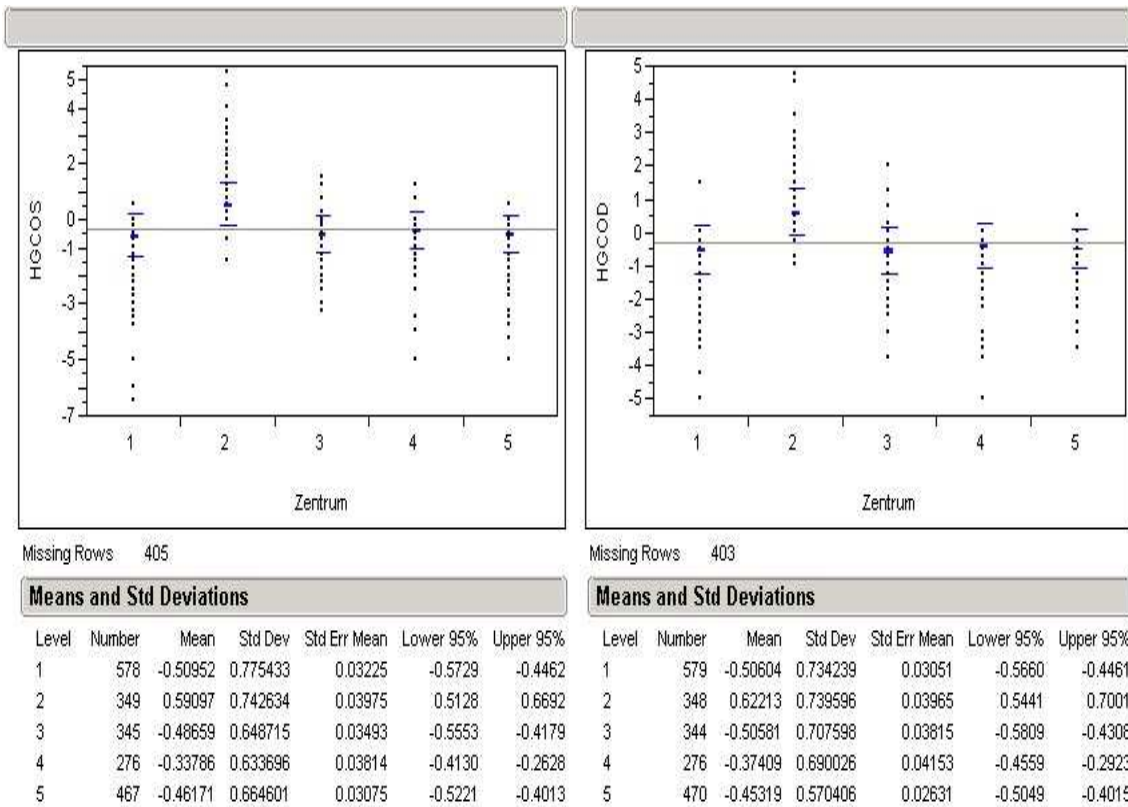 HGCOS
5
4
2
0
-1
-3
-5
-7
1 2 3 4 5
Zentrum
Missing Rows 405
Means and Std Deviations
Level Number Mean Std Dev Std Err Mean Lower 95% Upper 95%
1 578 -0.50952 0.775433 0.03225 -0.5729 -0.4462
2 349 0.59097 0.742634 0.03975 0.5128 0.6692
3 345 -0.48659 0.648715 0.03493 -0.5553 -0.4179
4 276 -0.33786 0.633696 0.03814 -0.4130 -0.2628
5 467 -0.46171 0.664601 0.03075 -0.5221 -0.4013
HGCOD
5
4
3
2
1
0
-1
-2
-3
-4
-5
1 2 3 4 5
Zentrum
Missing Rows 403
Means and Std Deviations
Level Number Mean Std Dev Std Err Mean Lower 95% Upper 95%
1 579 -0.50604 0.734239 0.03051 -0.5660 -0.4461
2 348 0.62213 0.739596 0.03965 0.5441 0.7001
3 344 -0.50581 0.707598 0.03815 -0.5809 -0.4308
4 276 -0.37409 0.690026 0.04153 -0.4559 -0.2923
5 470 -0.45319 0.570406 0.02631 -0.5049 -0.4015